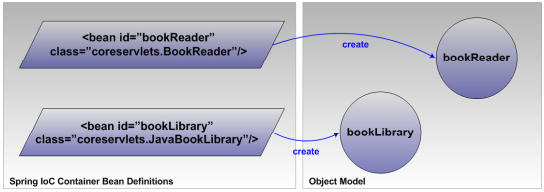 <bean id=”bookReader”
class=”coreservlets.BookReader”/>
create
bookReader
<bean id=”bookLibrary”
class=”coreservlets.JavaBookLibrary”/>
create
bookLibrary
Spring IoC Container Bean Definitions
Object Model